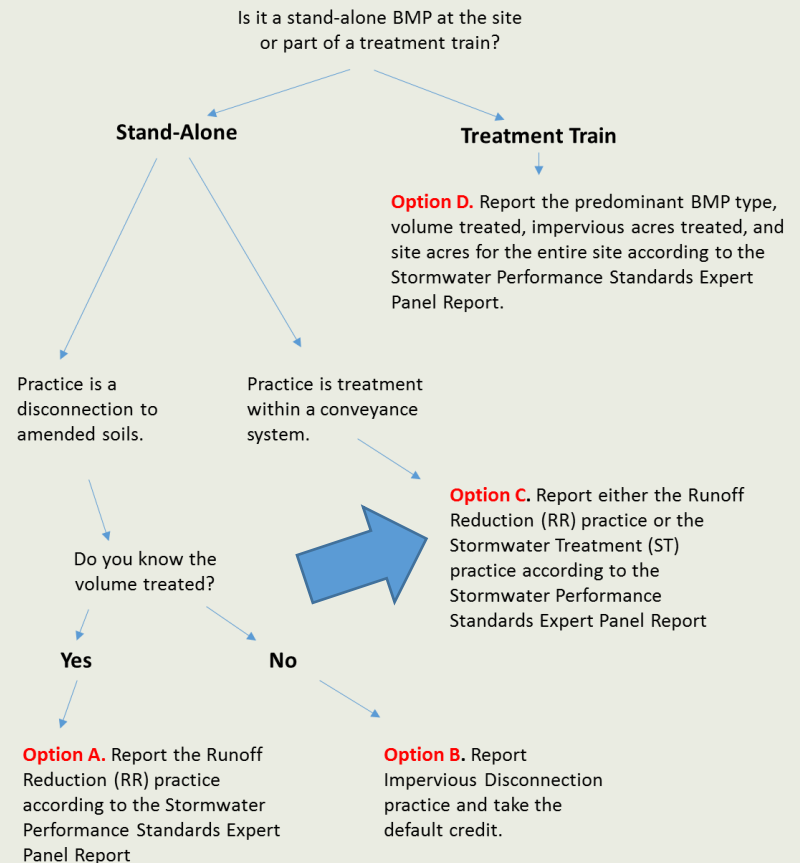 Is it a stand-alone BMP at the site
or part of a treatment train?
Stand-Alone
Treatment Train
Option D. Report the predominant BMP type,
volume treated, impervious acres treated, and
site acres for the entire site according to the
Stormwater Performance Standards Expert
Panel Report.
Practice is a
disconnection to
amended soils.
Practice is treatment
within a conveyance
system.
Option C. Report either the Runoff
Reduction (RR) practice or the
Stormwater Treatment (ST)
practice according to the
Stormwater Performance
Standards Expert Panel Report
Do you know the
volume treated?
Yes
No
Option A. Report the Runoff
Reduction (RR) practice
according to the Stormwater
Performance Standards Expert
Panel Report
Option B. Report
Impervious Disconnection
practice and take the
default credit.